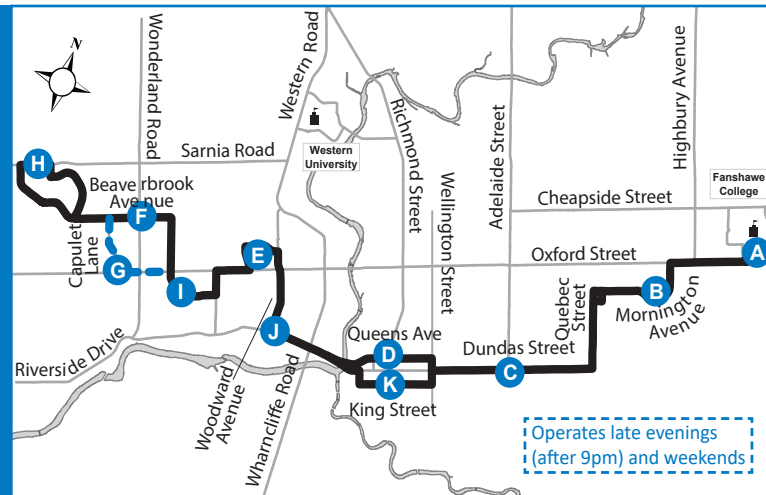 N
Wonderland
Road
Western Road
Highbury Avenue
Western
University
Richmond Street
Adelaide Street
Sarnia Road
H
Fanshawe
College
Beaverbrook
Avenue
Wellington Street
Cheapside Street
F
Capulet
Lane
E
Oxford Street
A
G
I
Quebec
Street
B
Mornington
Avenue
J
Queens Ave
D
Dundas Street
Riverside Drive
C
K
King Street
Woodward
Avenue
Wharncliffe Road
Operates late evenings
(after 9pm) and weekends